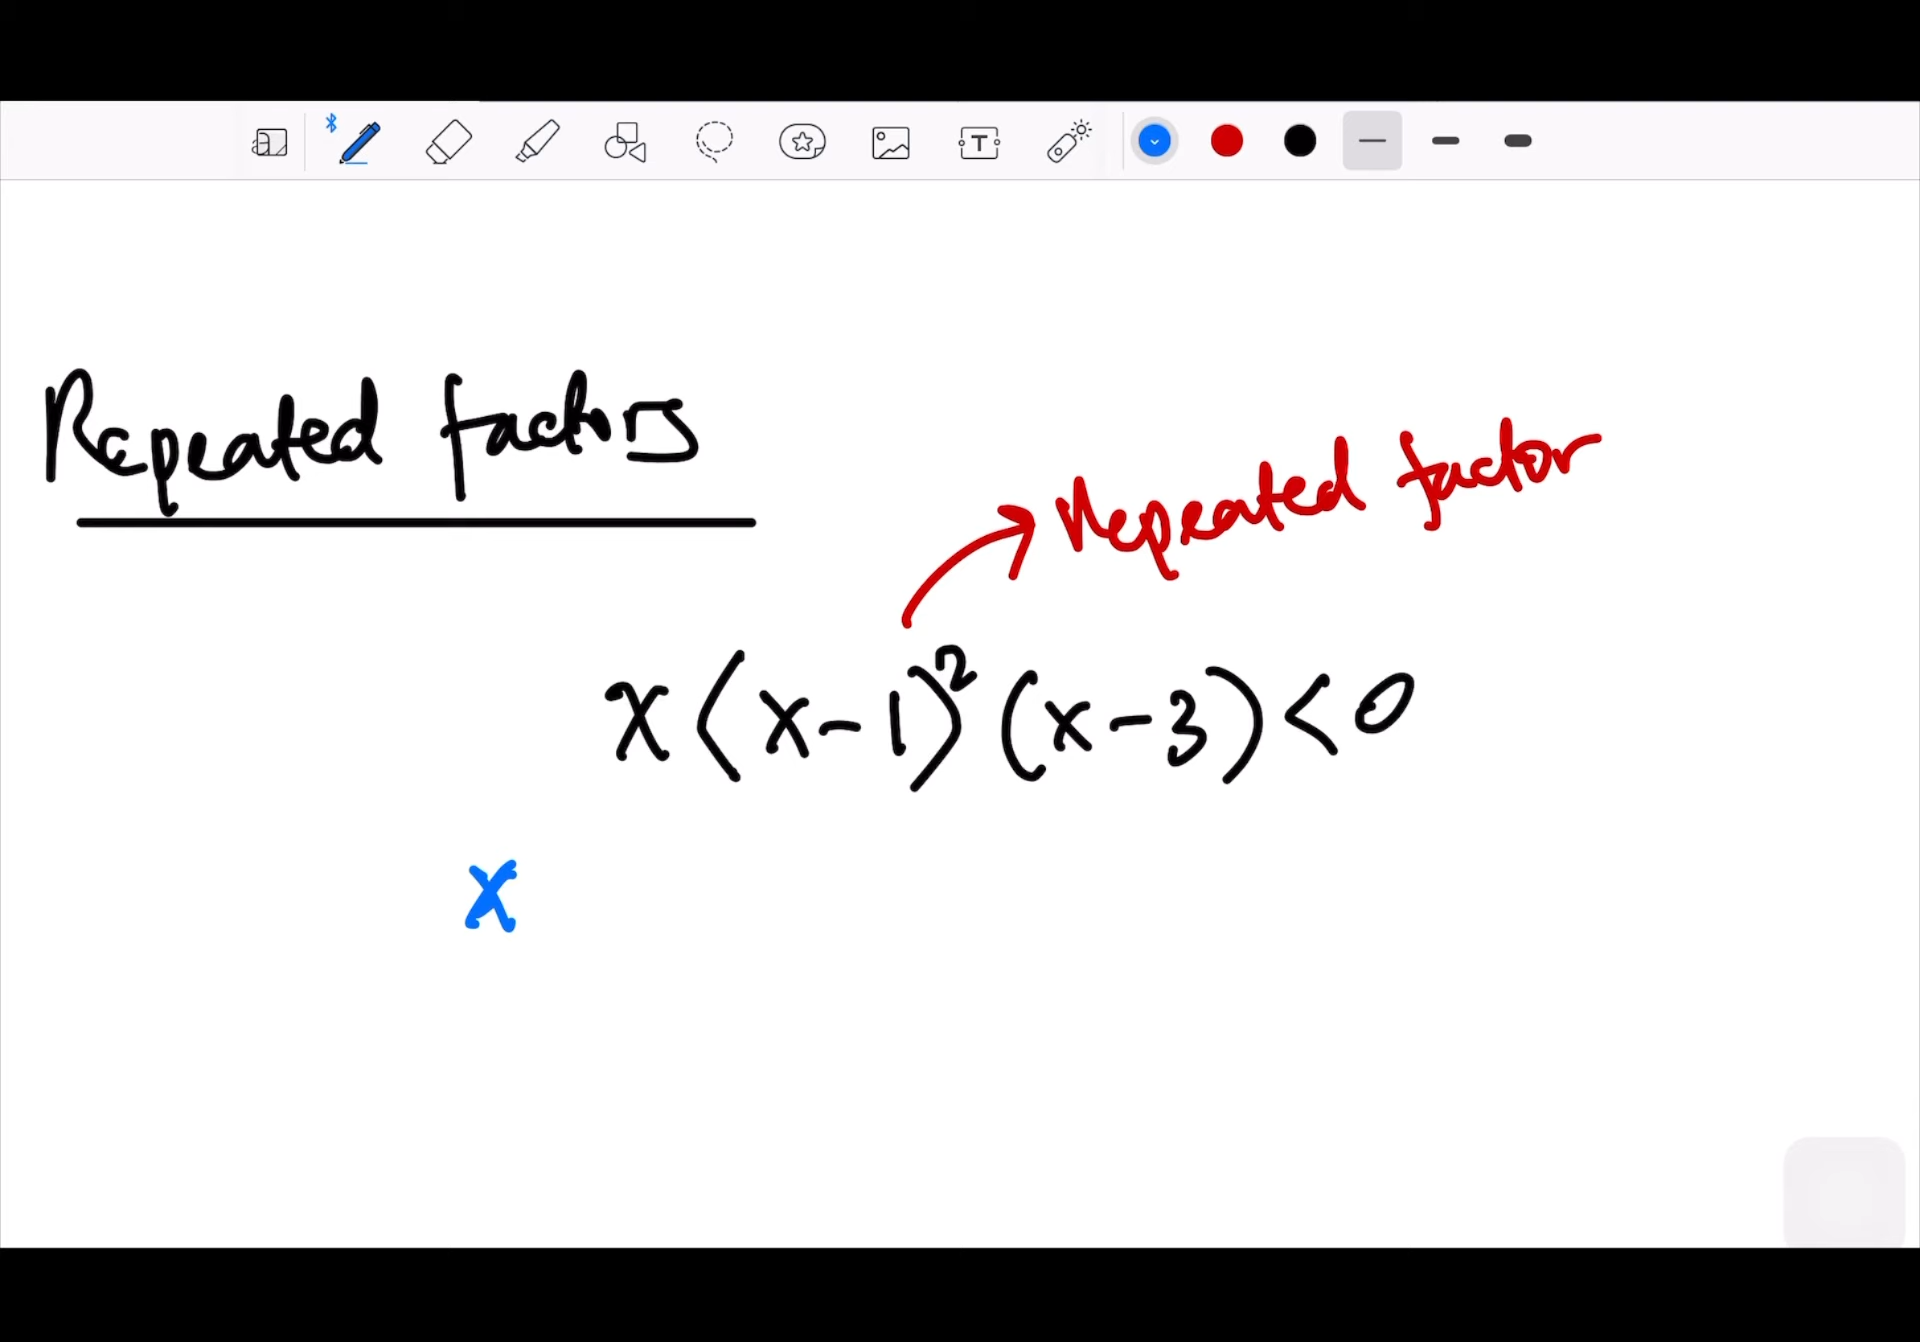 Repeated factors
Repeated factor
x(x-1)²(x-3)<0
x